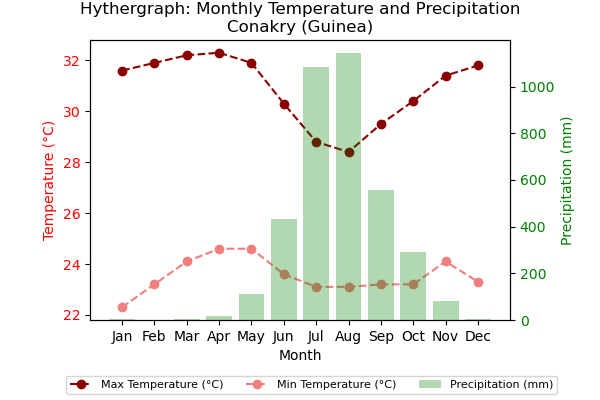 Hythergraph: Monthly Temperature and Precipitation
Conakry (Guinea)
Temperature (°C)
32
30
28
26
24
22
1000
800
600
400
200
0
Precipitation (mm)
Jan Feb Mar Apr May Jun Jul Aug Sep Oct Nov Dec
Month
Max Temperature (°C) Min Temperature (°C) Precipitation (mm)